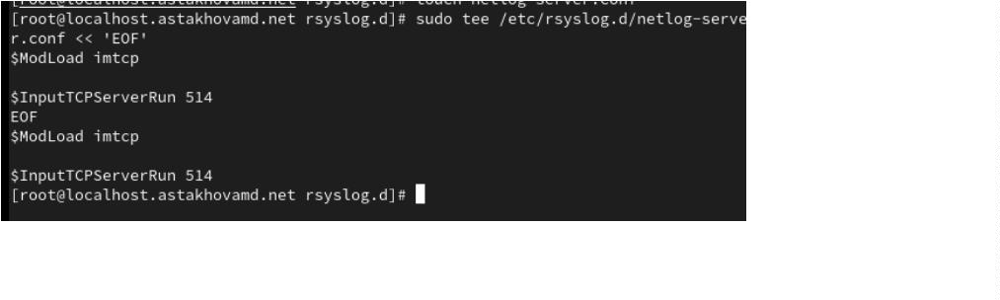 [root@localhost.astakhovamd.net rsyslog.d]# touch netlog-server.conf
[root@localhost.astakhovamd.net rsyslog.d]# sudo tee /etc/rsyslog.d/netlog-serve
r.conf << 'EOF'
$ModLoad imtcp
$InputTCPServerRun 514
EOF
$ModLoad imtcp
$InputTCPServerRun 514
[root@localhost.astakhovamd.net rsyslog.d]#